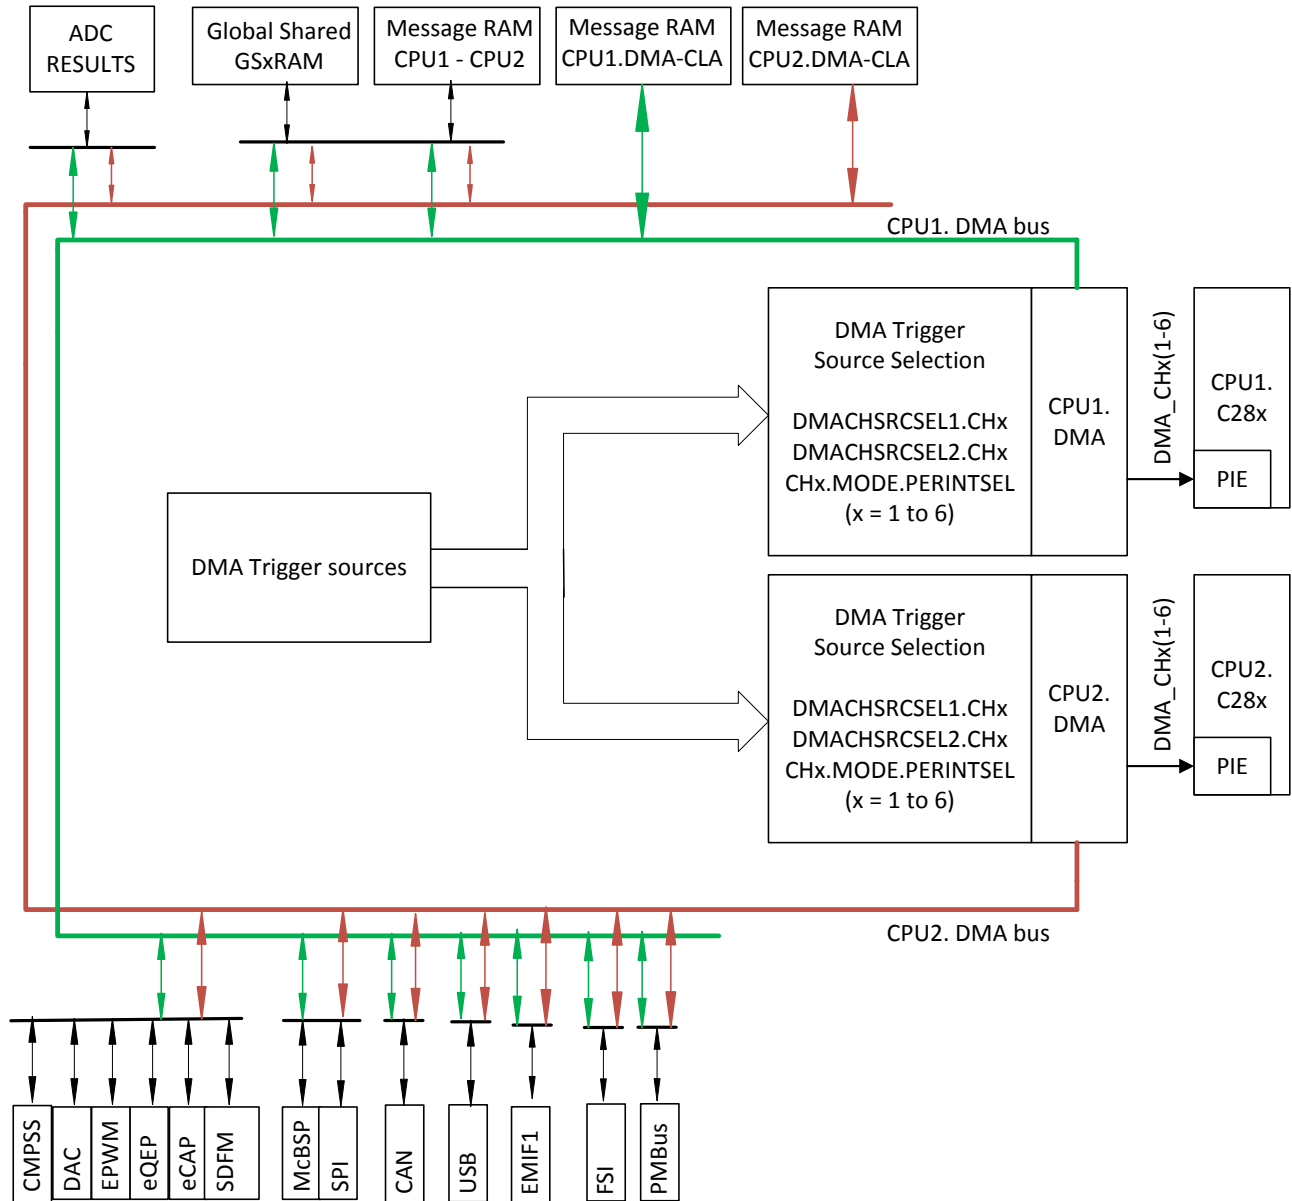 ADC
RESULTS
Global Shared
GSxRAM
Message RAM
CPU1 - CPU2
Message RAM
CPU1.DMA-CLA
Message RAM
CPU2.DMA-CLA
CPU1. DMA bus
DMA Trigger
Source Selection
DMACHSRCSEL1.CHx
DMACHSRCSEL2.CHx
CHx.MODE.PERINTSEL
(x = 1 to 6)
CPU1.
DMA
DMA_CHx(1-6)
CPU1.
C28x
PIE
DMA Trigger sources
DMA Trigger
Source Selection
DMACHSRCSEL1.CHx
DMACHSRCSEL2.CHx
CHx.MODE.PERINTSEL
(x = 1 to 6)
CPU2.
DMA
DMA_CHx(1-6)
CPU2.
C28x
PIE
CPU2. DMA bus
CMPSS
DAC
EPWM
eQEP
eCAP
SDFM
McBSP
SPI
CAN
USB
EMIF1
FSI
PMBus